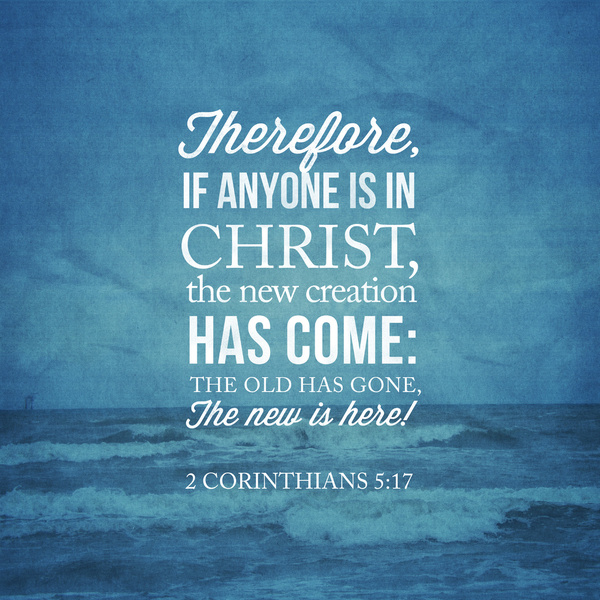 Therefore,
IF ANYONE IS IN
CHRIST,
the new creation
HAS COME:
THE OLD HAS GONE,
The new is here!
2 CORINTHIANS 5:17